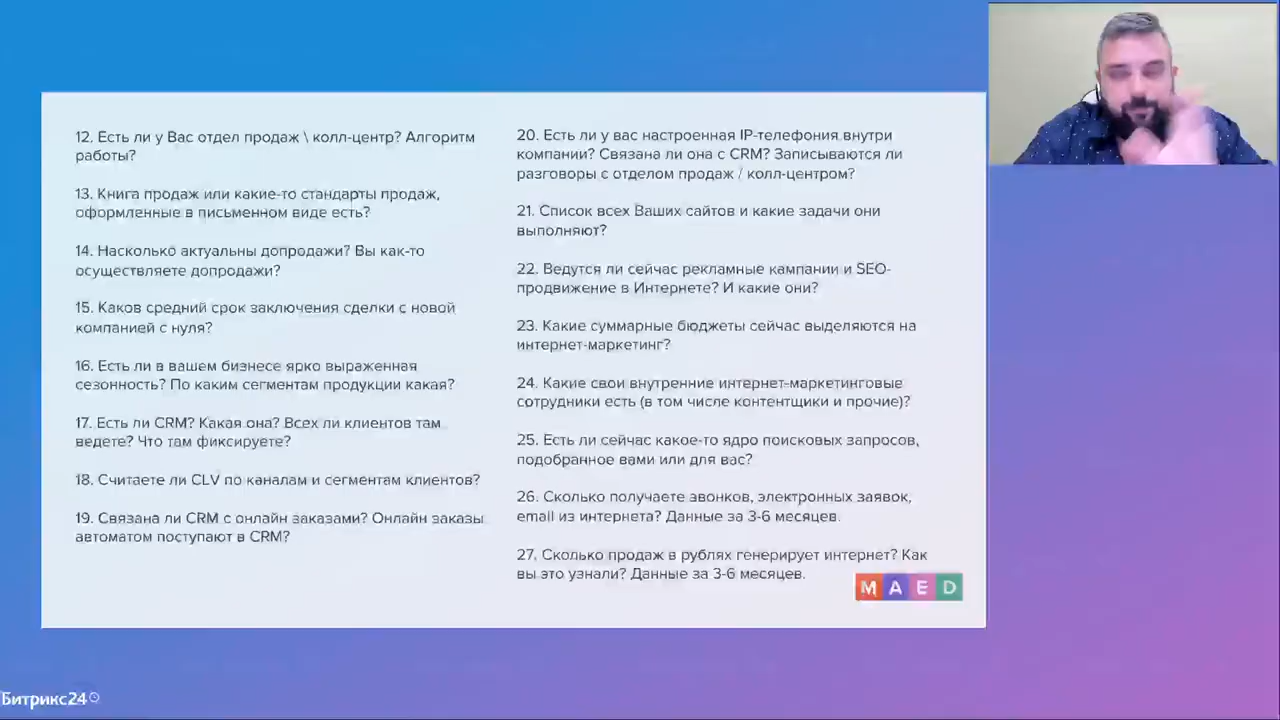 12. Есть ли у Вас отдел продаж \ колл-центр? Алгоритм
работы?
13. Книга продаж или какие-то стандарты продаж,
оформленные в письменном виде есть?
14. Насколько актуальны допродажи? Вы как-то
осуществляете допродажи?
15. Каков средний срок заключения сделки с новой
компанией с нуля?
16. Есть ли в вашем бизнесе ярко выраженная
сезонность? По каким сегментам продукции какая?
17. Есть ли CRM? Какая она? Всех ли клиентов там
ведете? Что там фиксируете?
18. Считаете ли CLV по каналам и сегментам клиентов?
19. Связана ли CRM с онлайн заказами? Онлайн заказы
автоматом поступают в CRM?
20. Есть ли у вас настроенная IP-телефония внутри
компании? Связана ли она с CRM? Записываются ли
разговоры с отделом продаж / колл-центром?
21. Список всех Ваших сайтов и какие задачи они
выполняют?
22. Ведутся ли сейчас рекламные кампании и SEO-
продвижение в Интернете? И какие они?
23. Какие суммарные бюджеты сейчас выделяются на
интернет-маркетинг?
24. Какие свои внутренние интернет-маркетинговые
сотрудники есть (в том числе контентщики и прочие)?
25. Есть ли сейчас какое-то ядро поисковых запросов,
подобранное вами или для вас?
26. Сколько получаете звонков, электронных заявок,
email из интернета? Данные за 3-6 месяцев.
27. Сколько продаж в рублях генерирует интернет? Как
вы это узнали? Данные за 3-6 месяцев.
MAED
Битрикс24